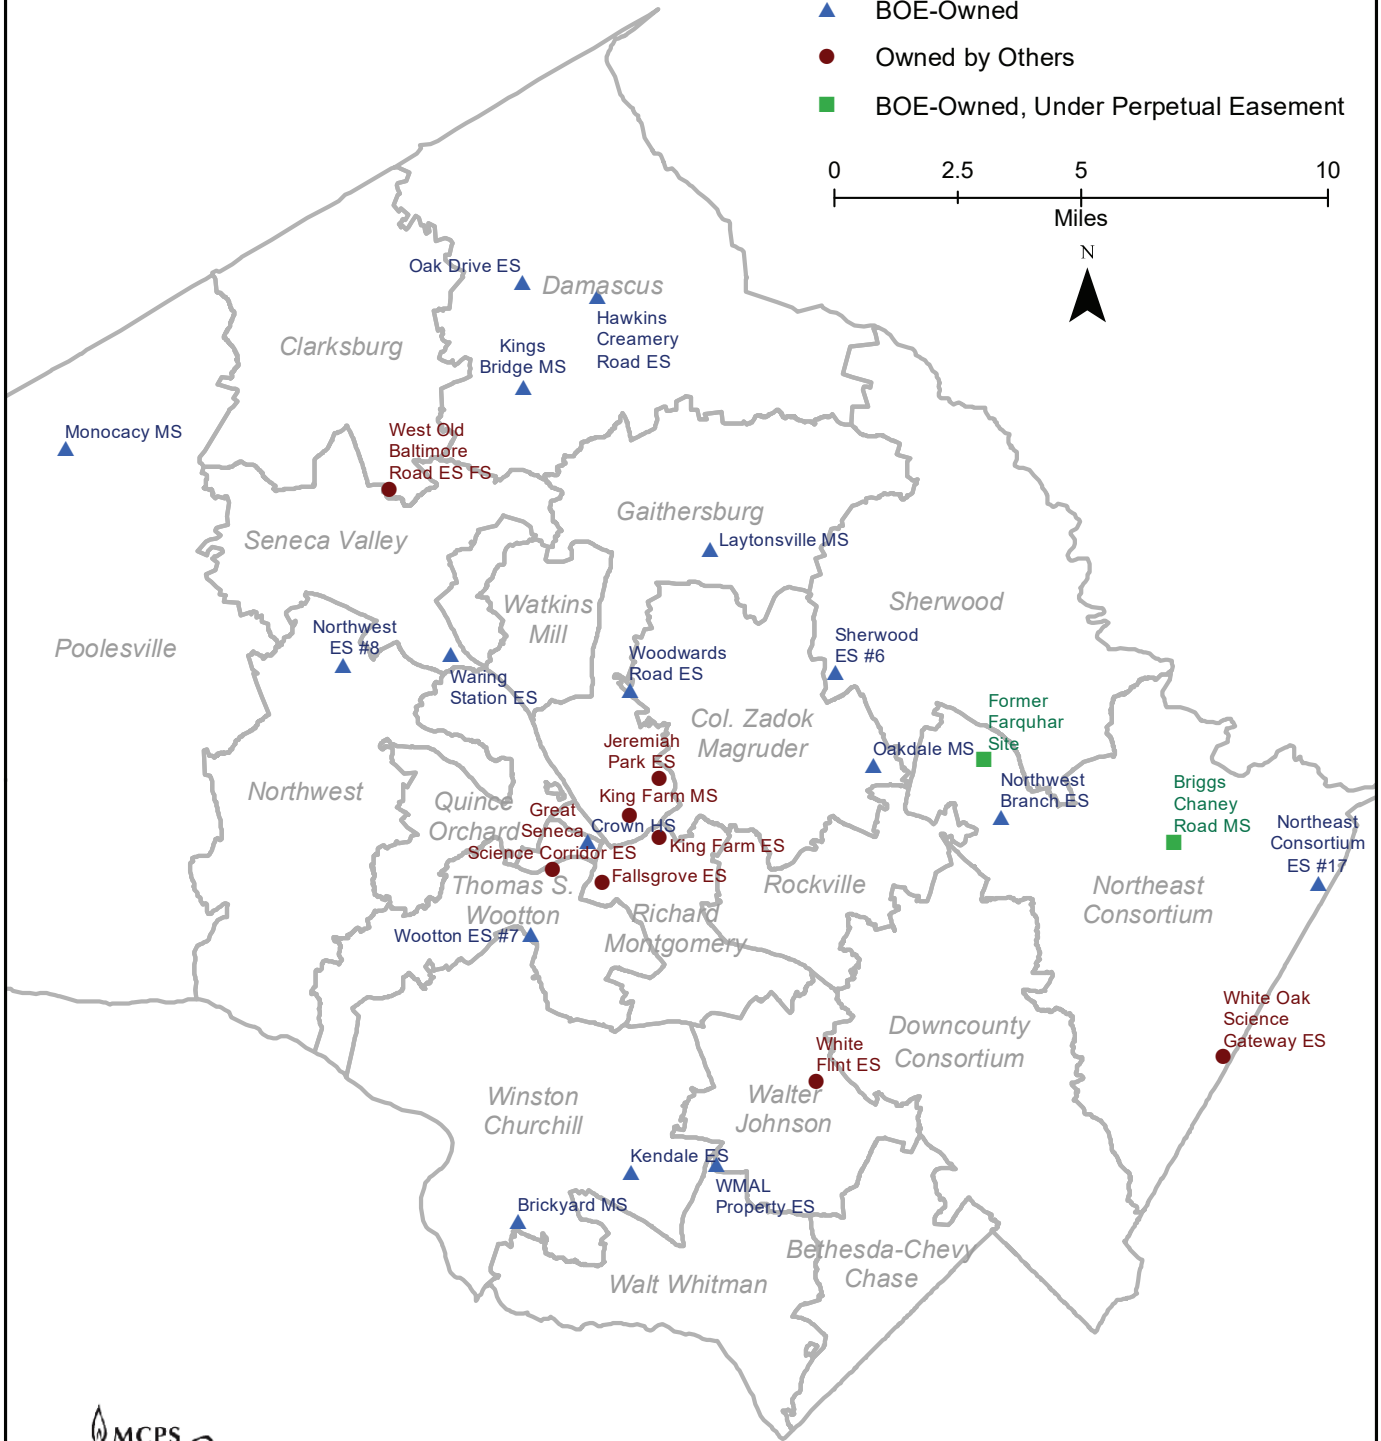 BOE-Owned
Owned by Others
BOE-Owned, Under Perpetual Easement
0 2.5 5 10
Miles
N
Oak Drive ES
Damascus
Hawkins
Creamery
Road ES
Clarksburg
Kings
Bridge MS
Monocacy MS
West Old
Baltimore
Road ES FS
Gaithersburg
Seneca Valley
Laytonsville MS
Watkins
Mill
Sherwood
Poolesville
Northwest
ES #8
Sherwood
ES #6
Woodwards
Road ES
Waring
Station ES
Former
Farquhar
Site
Col. Zadok
Magruder
Jeremiah
Park ES
Oakdale MS
Northwest
Branch ES
Briggs
Chaney
Road MS
Northwest
Quince
Orchard
King Farm MS
Great
Seneca
Science Corridor ES
Crown HS
King Farm ES
Northeast
Consortium
ES #17
Fallsgrove ES
Thomas S.
Wootton
Rockville
Northeast
Consortium
Richard
Montgomery
Wootton ES #7
White Oak
Science
Gateway ES
Downcounty
Consortium
White
Flint ES
Winston
Churchill
Walter
Johnson
Kendale ES
WMAL
Property ES
Brickyard MS
Bethesda-Chevy
Chase
Walt Whitman
MCPS